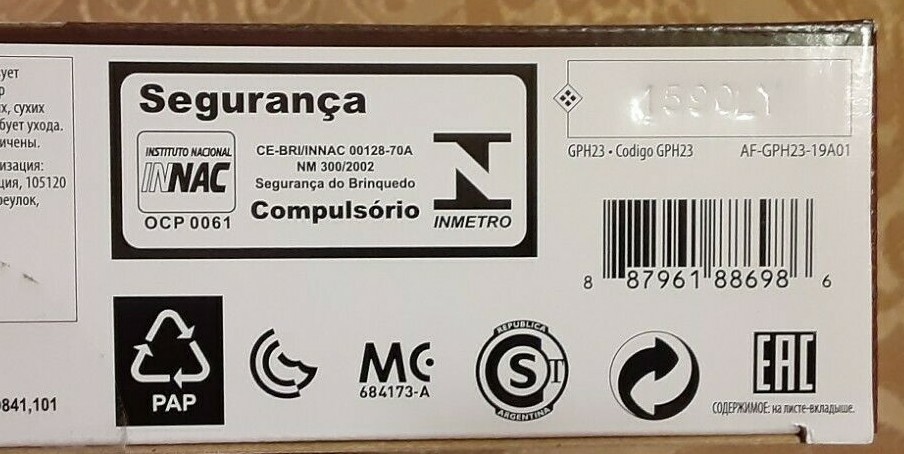 ует
р
х, сухих
бует ухода.
ичены.
изация:
ция, 105120
реулок,
841,101
Segurança
INSTITUTO NACIONAL
INNAC
OCP 0061
CE-BRI/INNAC 00128-70A
NM 300/2002
Segurança do Brinquedo
Compulsório
INMETRO
1590LY
GPH23 • Codigo GPH23
AF-GPH23-19A01
8 87961 88698 6
PAP
MC
684173-A
REPUBLICA
S T
ARGENTINA
EAC
СОДЕРЖИМОЕ: на листе-вкладыше.